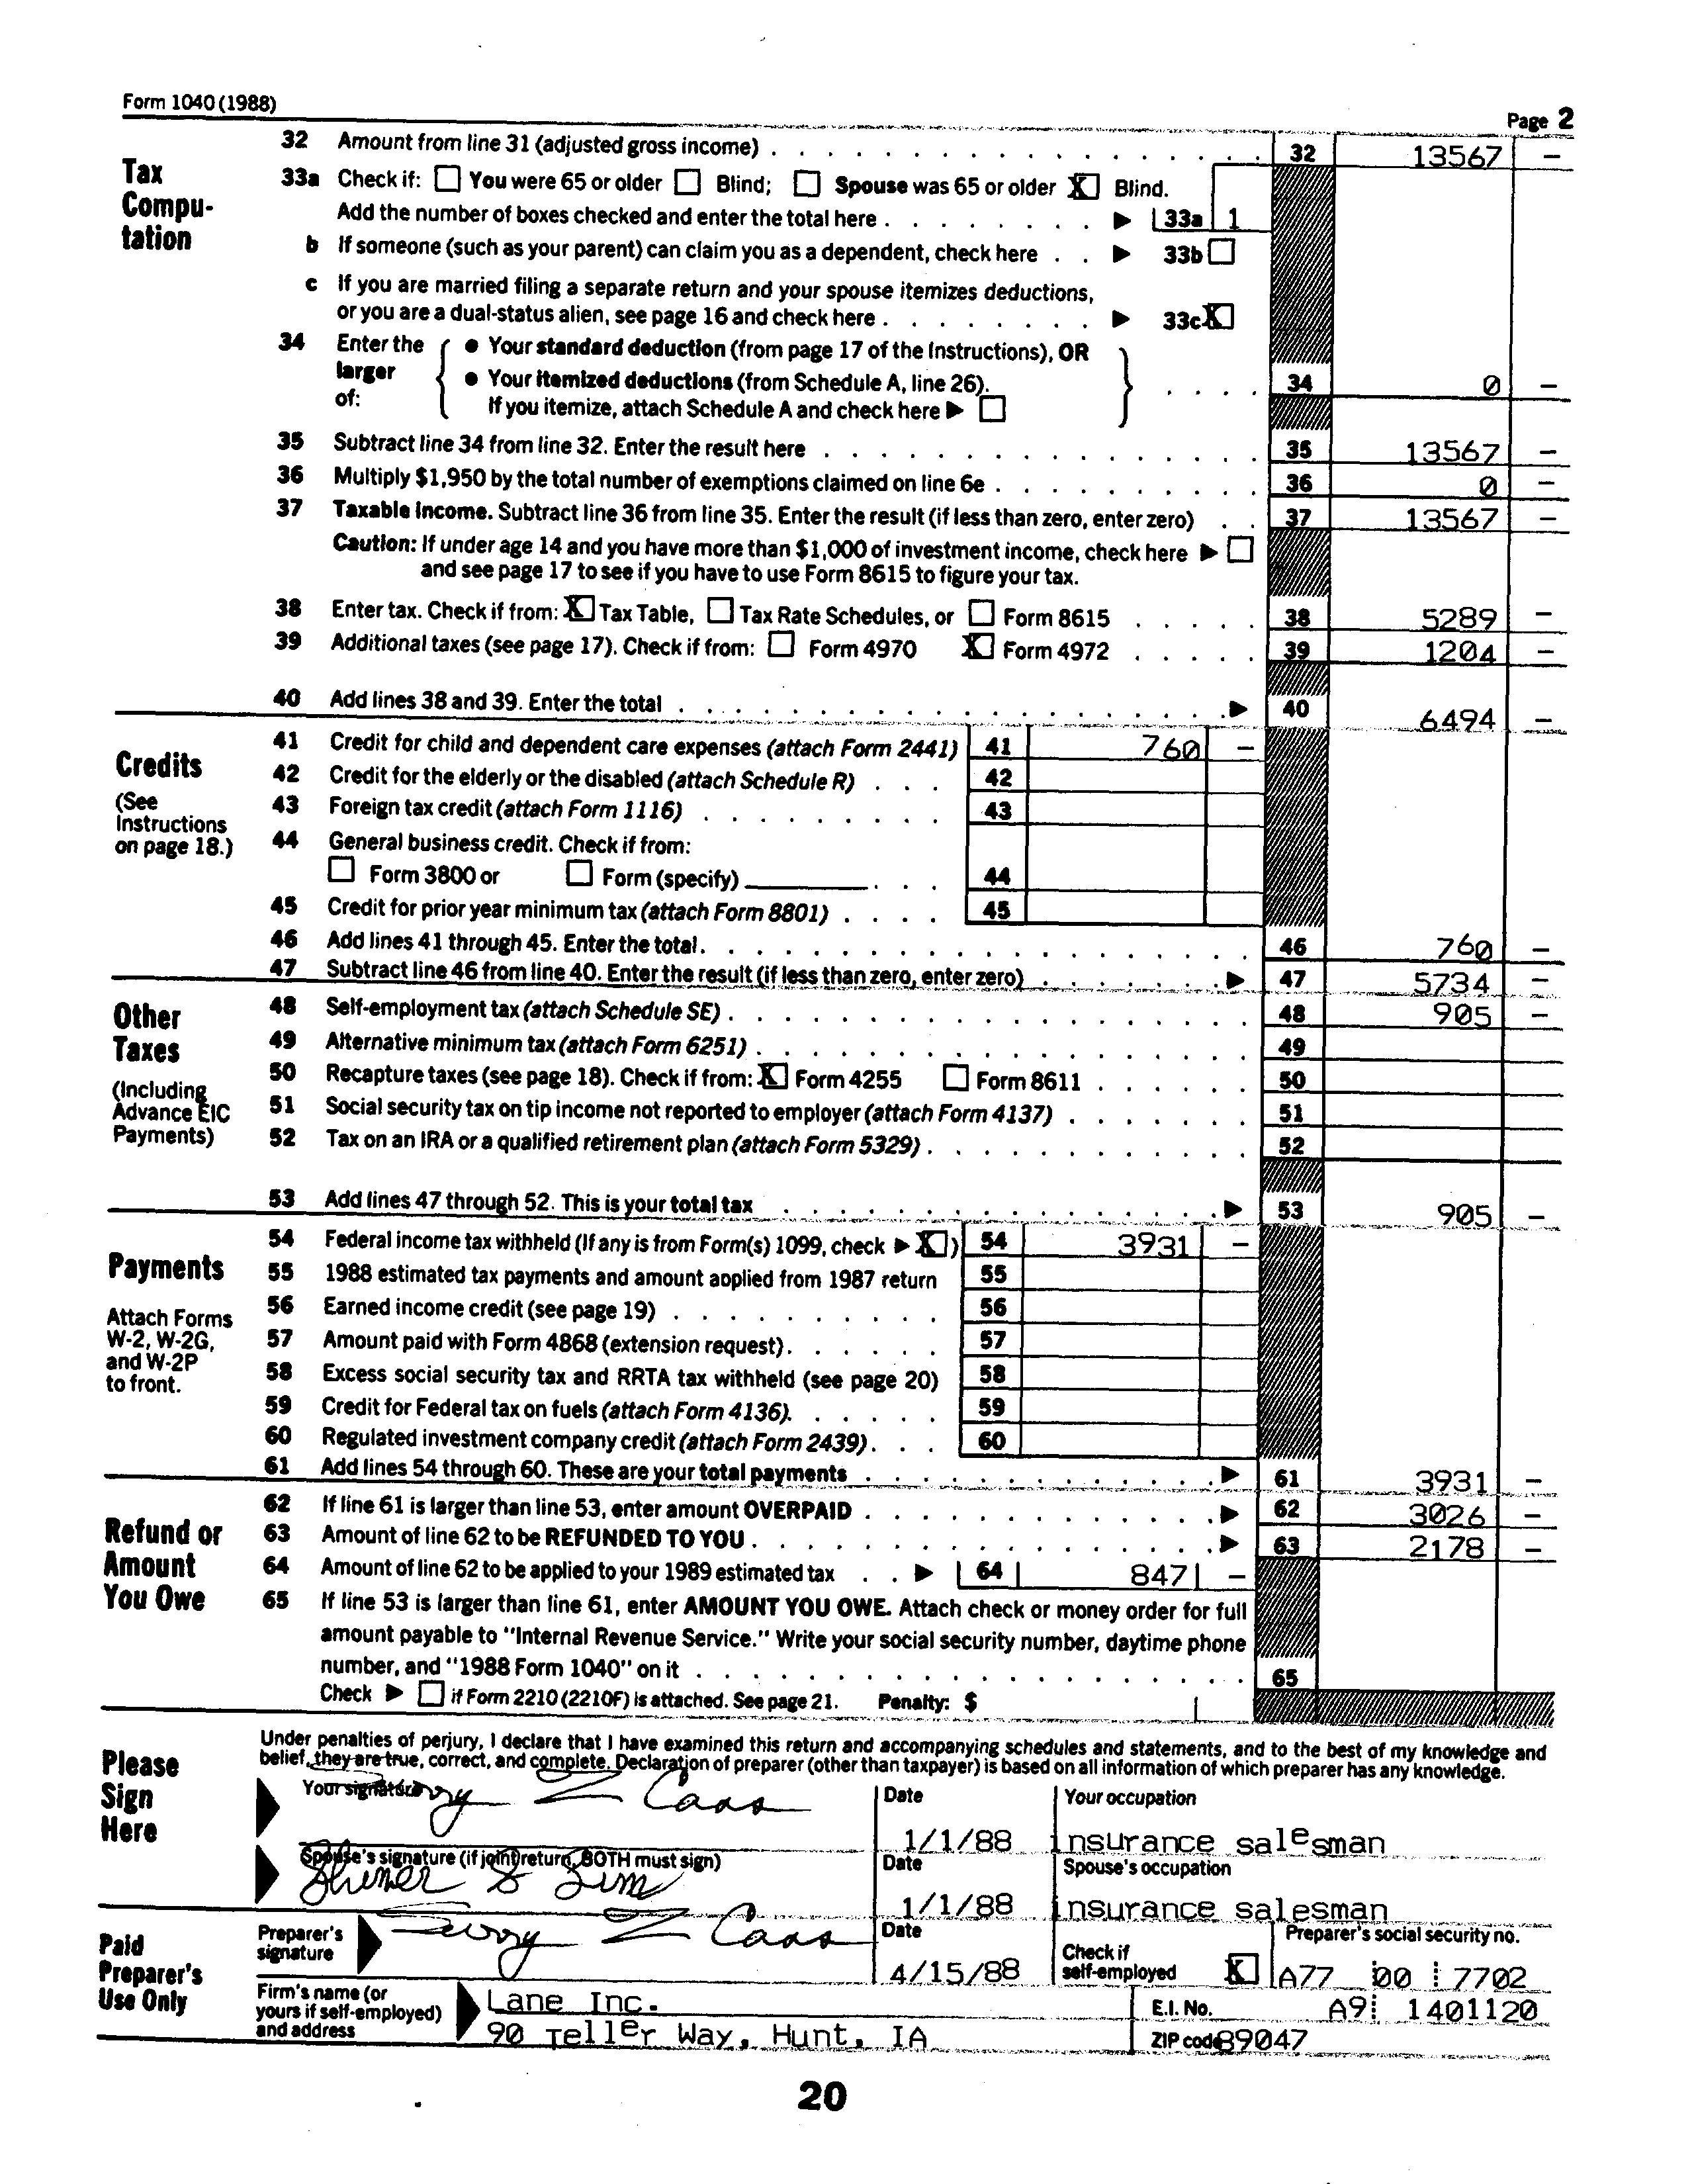 Form 1040 (1988)
Page 2
Tax Compu-tation
32 Amount from line 31 (adjusted gross income) 32 13567 –
33a Check if: You were 65 or older Blind; Spouse was 65 or older X Blind.
Add the number of boxes checked and enter the total here ► 33a 1
b If someone (such as your parent) can claim you as a dependent, check here ► 33b
c If you are married filing a separate return and your spouse itemizes deductions,
or you are a dual-status alien, see page 16 and check here ► 33c X
34 Enter the larger of: ● Your standard deduction (from page 17 of the Instructions), OR
● Your itemized deductions (from Schedule A, line 26).
If you itemize, attach Schedule A and check here ►
34 0 –
35 Subtract line 34 from line 32. Enter the result here 35 13567 –
36 Multiply $1,950 by the total number of exemptions claimed on line 6e 36 0 –
37 Taxable income. Subtract line 36 from line 35. Enter the result (if less than zero, enter zero) 37 13567 –
Caution: If under age 14 and you have more than $1,000 of investment income, check here ►
and see page 17 to see if you have to use Form 8615 to figure your tax.
38 Enter tax. Check if from: X Tax Table, Tax Rate Schedules, or Form 8615 38 5289 –
39 Additional taxes (see page 17). Check if from: Form 4970 X Form 4972 39 1204 –
40 Add lines 38 and 39. Enter the total ► 40 6494 –
Credits
(See Instructions on page 18.)
41 Credit for child and dependent care expenses (attach Form 2441) 41 760 –
42 Credit for the elderly or the disabled (attach Schedule R) 42
43 Foreign tax credit (attach Form 1116) 43
44 General business credit. Check if from:
Form 3800 or Form (specify) 44
45 Credit for prior year minimum tax (attach Form 8801) 45
46 Add lines 41 through 45. Enter the total 46 760 –
47 Subtract line 46 from line 40. Enter the result (if less than zero, enter zero) ► 47 5734 –
Other Taxes
(Including Advance EIC Payments)
48 Self-employment tax (attach Schedule SE) 48 905 –
49 Alternative minimum tax (attach Form 6251) 49
50 Recapture taxes (see page 18). Check if from: X Form 4255 Form 8611 50
51 Social security tax on tip income not reported to employer (attach Form 4137) 51
52 Tax on an IRA or a qualified retirement plan (attach Form 5329) 52
53 Add lines 47 through 52. This is your total tax ► 53 905 –
Payments
Attach Forms W-2, W-2G, and W-2P to front.
54 Federal income tax withheld (If any is from Form(s) 1099, check ► X ) 54 3931 –
55 1988 estimated tax payments and amount applied from 1987 return 55
56 Earned income credit (see page 19) 56
57 Amount paid with Form 4868 (extension request) 57
58 Excess social security tax and RRTA tax withheld (see page 20) 58
59 Credit for Federal tax on fuels (attach Form 4136) 59
60 Regulated investment company credit (attach Form 2439) 60
61 Add lines 54 through 60. These are your total payments ► 61 3931 –
Refund or Amount You Owe
62 If line 61 is larger than line 53, enter amount OVERPAID ► 62 3026 –
63 Amount of line 62 to be REFUNDED TO YOU ► 63 2178 –
64 Amount of line 62 to be applied to your 1989 estimated tax ► 64 847 –
65 If line 53 is larger than line 61, enter AMOUNT YOU OWE. Attach check or money order for full
amount payable to "Internal Revenue Service." Write your social security number, daytime phone
number, and "1988 Form 1040" on it 65
Check ► if Form 2210 (2210F) is attached. See page 21. Penalty: $
Please Sign Here
Under penalties of perjury, I declare that I have examined this return and accompanying schedules and statements, and to the best of my knowledge and
belief, they are true, correct, and complete. Declaration of preparer (other than taxpayer) is based on all information of which preparer has any knowledge.
Your signature Date Your occupation
1/1/88 insurance salesman
Spouse's signature (if joint return, BOTH must sign) Date Spouse's occupation
1/1/88 insurance salesman
Paid Preparer's Use Only
Preparer's signature Date Check if self-employed X Preparer's social security no.
4/15/88 A77 00 7702
Firm's name (or yours if self-employed) and address
Lane Inc. E.I. No. A9 1401120
90 Teller Way, Hunt, IA ZIP code 89047
20